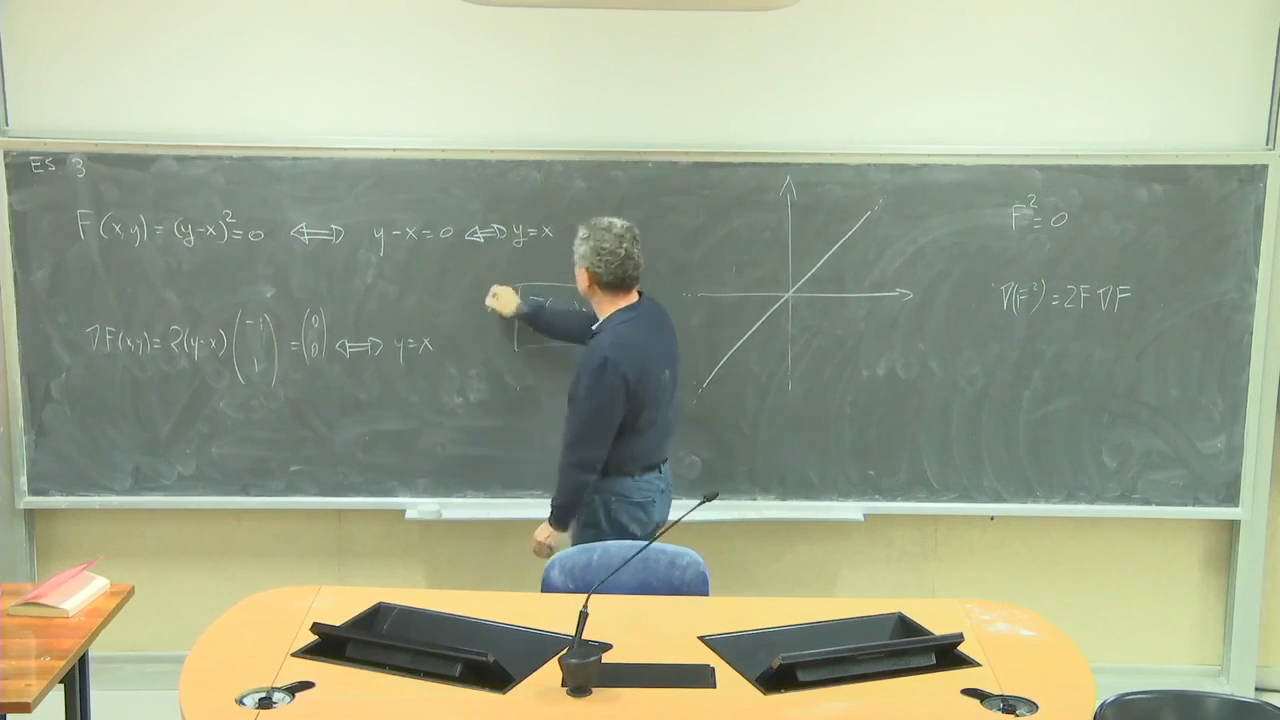 ES. 3
F(x,y)=(y-x)²=0 ⟺ y-x=0 ⟺ y=x
F²=0
∇F(x,y)=2(y-x)(-1 1)=(0 0) ⟺ y=x
∇(F²)=2F∇F